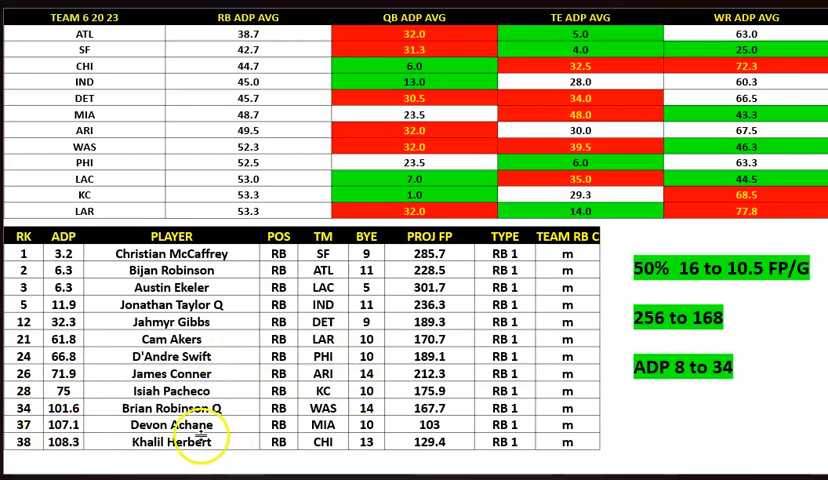 TEAM 6 20 23 RB ADP AVG QB ADP AVG TE ADP AVG WR ADP AVG
ATL 38.7 32.0 5.0 63.0
SF 42.7 31.3 4.0 25.0
CHI 44.7 6.0 32.5 72.3
IND 45.0 13.0 28.0 60.3
DET 45.7 30.5 34.0 66.5
MIA 48.7 23.5 48.0 43.3
ARI 49.5 32.0 30.0 67.5
WAS 52.3 32.0 39.5 46.3
PHI 52.5 23.5 6.0 63.3
LAC 53.0 7.0 35.0 44.5
KC 53.3 1.0 29.3 68.5
LAR 53.3 32.0 14.0 77.8
RK ADP PLAYER POS TM BYE PROJ FP TYPE TEAM RB C
1 3.2 Christian McCaffrey RB SF 9 285.7 RB 1 m
2 6.3 Bijan Robinson RB ATL 11 228.5 RB 1 m
3 6.3 Austin Ekeler RB LAC 5 301.7 RB 1 m
5 11.9 Jonathan Taylor Q RB IND 11 236.3 RB 1 m
12 32.3 Jahmyr Gibbs RB DET 9 189.3 RB 1 m
21 61.8 Cam Akers RB LAR 10 170.7 RB 1 m
24 66.8 D'Andre Swift RB PHI 10 189.1 RB 1 m
26 71.9 James Conner RB ARI 14 212.3 RB 1 m
28 75 Isiah Pacheco RB KC 10 175.9 RB 1 m
34 101.6 Brian Robinson Q RB WAS 14 167.7 RB 1 m
37 107.1 Devon Achane RB MIA 10 103 RB 1 m
38 108.3 Khalil Herbert RB CHI 13 129.4 RB 1 m
50% 16 to 10.5 FP/G
256 to 168
ADP 8 to 34